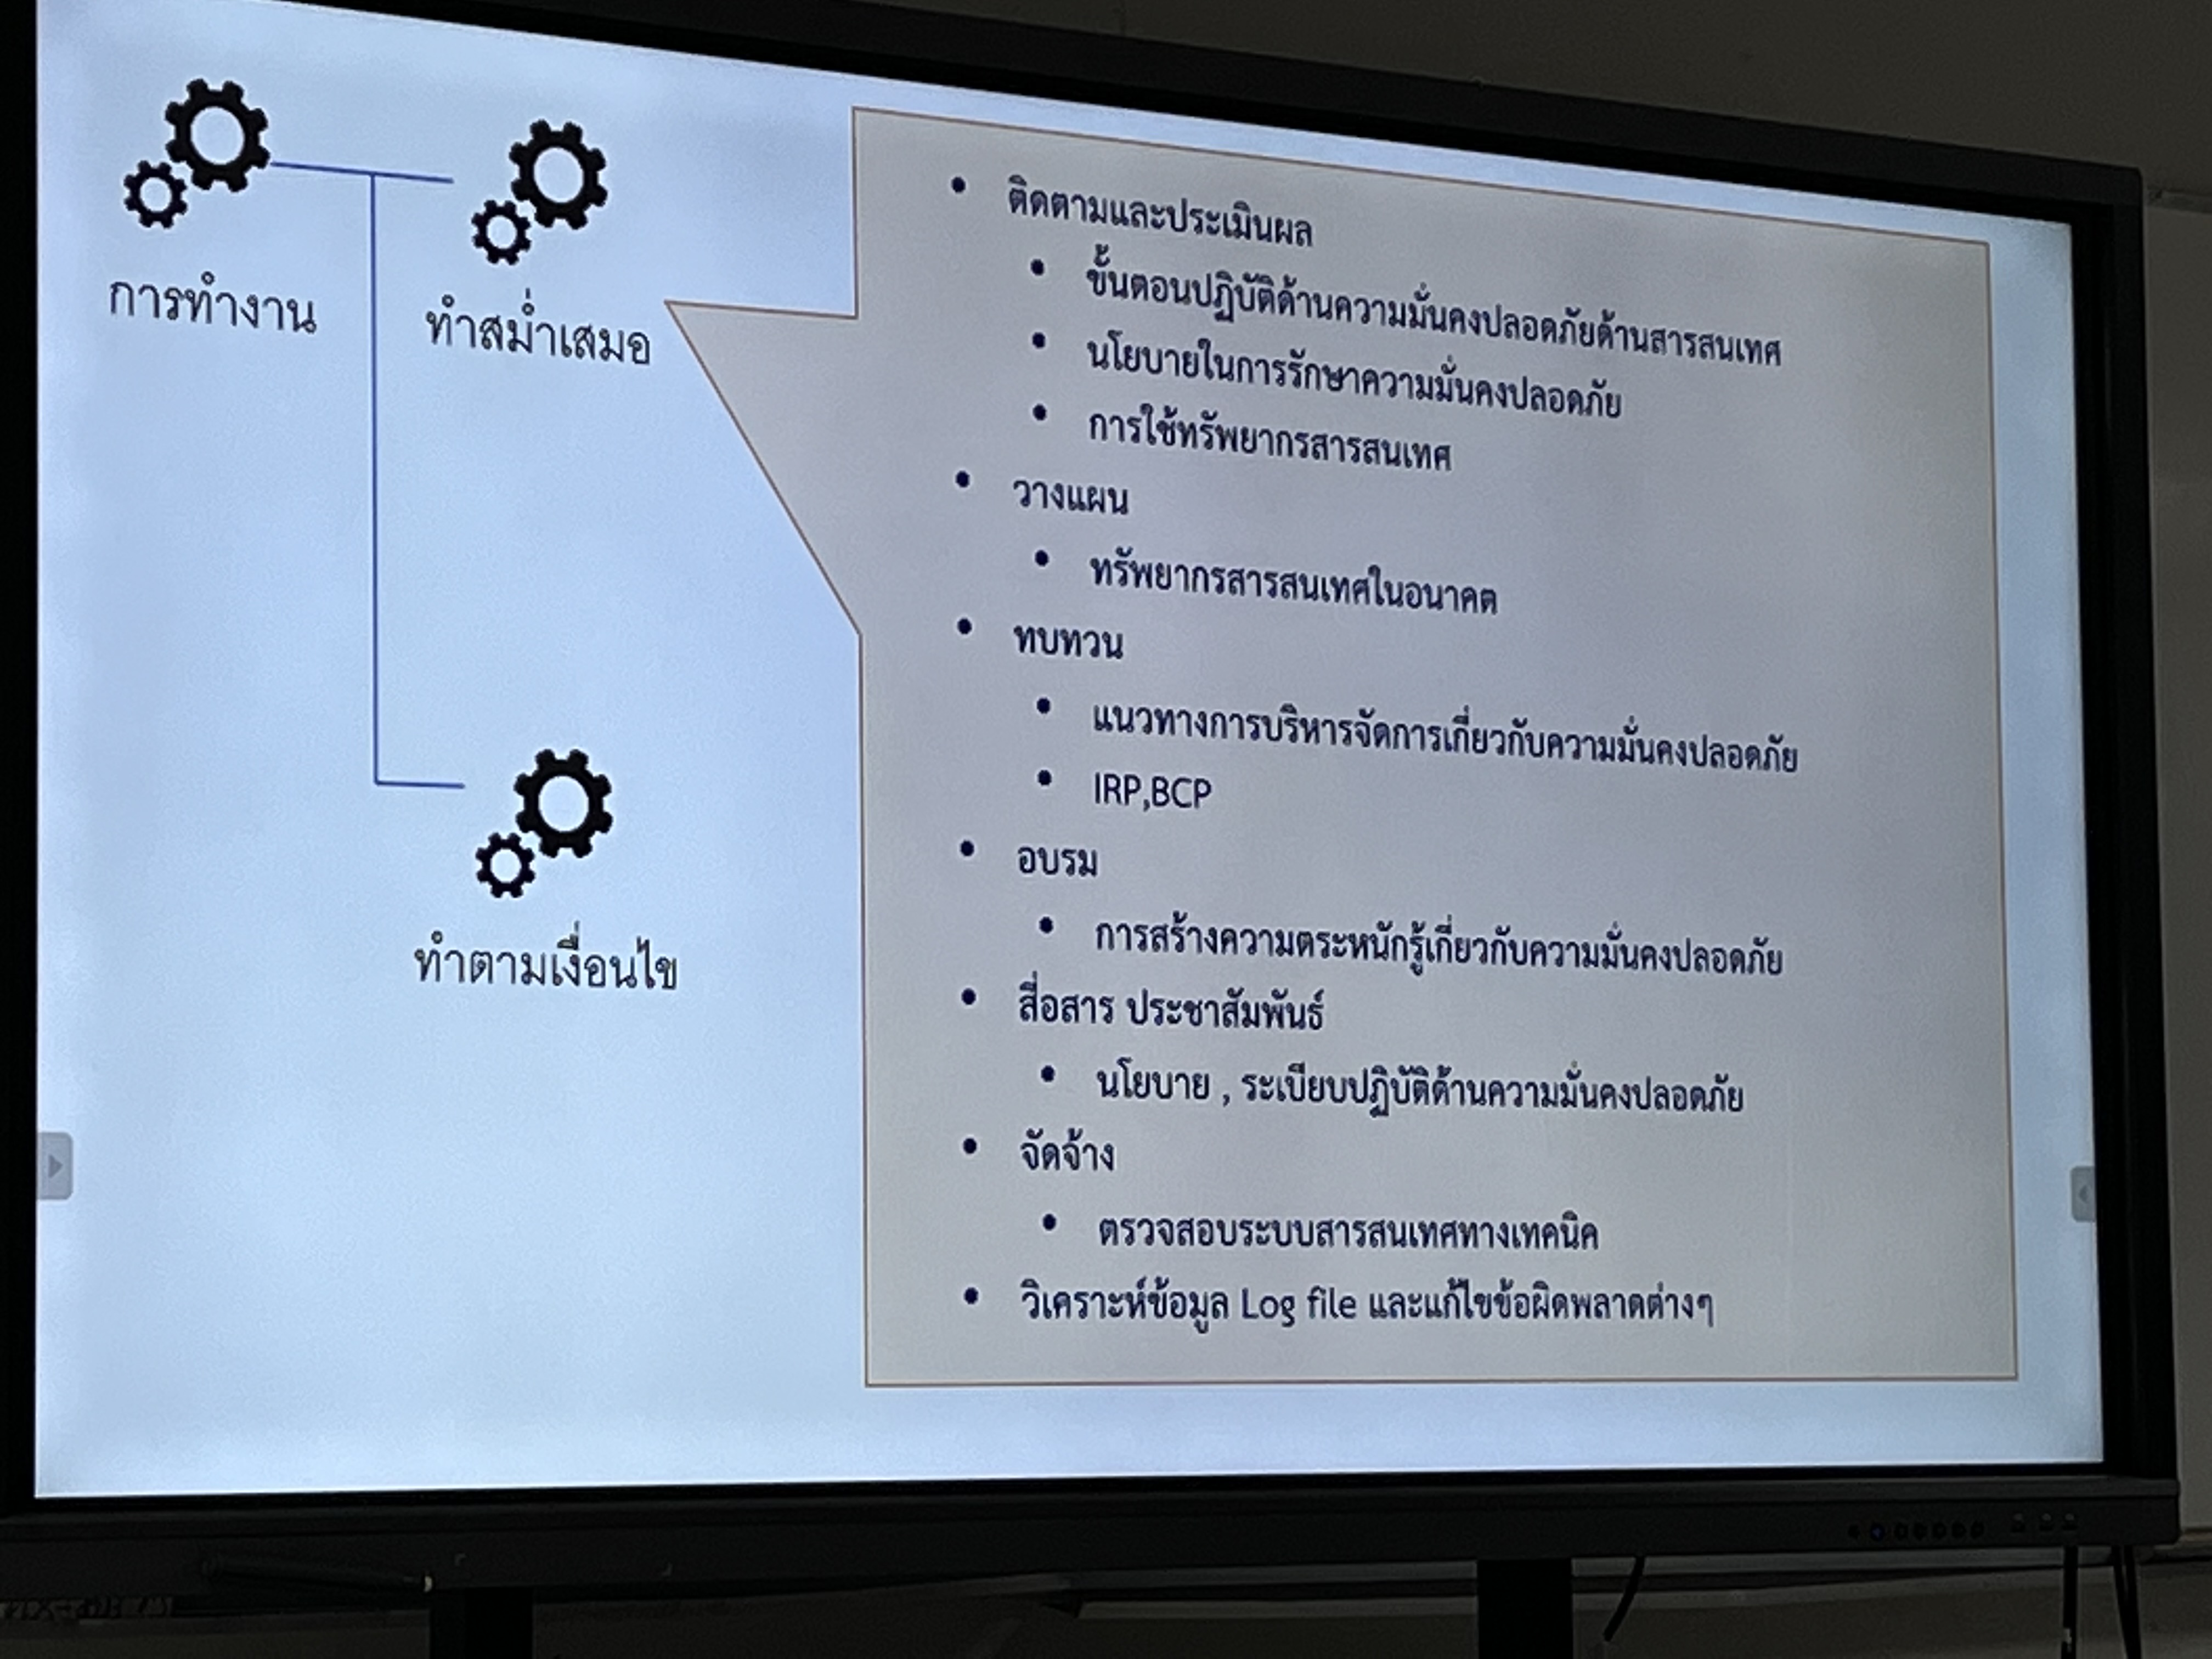 การทำงาน
ทำสม่ำเสมอ
ทำตามเงื่อนไข
• ติดตามและประเมินผล
• ขั้นตอนปฏิบัติด้านความมั่นคงปลอดภัยด้านสารสนเทศ
• นโยบายในการรักษาความมั่นคงปลอดภัย
• การใช้ทรัพยากรสารสนเทศ
• วางแผน
• ทรัพยากรสารสนเทศในอนาคต
• ทบทวน
• แนวทางการบริหารจัดการเกี่ยวกับความมั่นคงปลอดภัย
• IRP,BCP
• อบรม
• การสร้างความตระหนักรู้เกี่ยวกับความมั่นคงปลอดภัย
• สื่อสาร ประชาสัมพันธ์
• นโยบาย , ระเบียบปฏิบัติด้านความมั่นคงปลอดภัย
• จัดจ้าง
• ตรวจสอบระบบสารสนเทศทางเทคนิค
• วิเคราะห์ข้อมูล Log file และแก้ไขข้อผิดพลาดต่างๆ